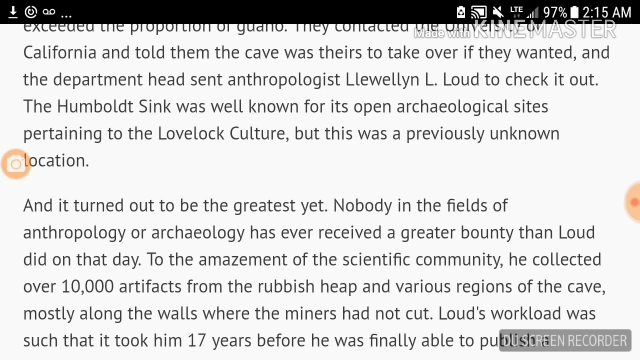 LTE 97% 2:15 AM
Made with KINEMASTER
exceeded the proportion of guano. They contacted the
California and told them the cave was theirs to take over if they wanted, and
the department head sent anthropologist Llewellyn L. Loud to check it out.
The Humboldt Sink was well known for its open archaeological sites
pertaining to the Lovelock Culture, but this was a previously unknown
location.
And it turned out to be the greatest yet. Nobody in the fields of
anthropology or archaeology has ever received a greater bounty than Loud
did on that day. To the amazement of the scientific community, he collected
over 10,000 artifacts from the rubbish heap and various regions of the cave,
mostly along the walls where the miners had not cut. Loud's workload was
such that it took him 17 years before he was finally able to publish
DU SCREEN RECORDER